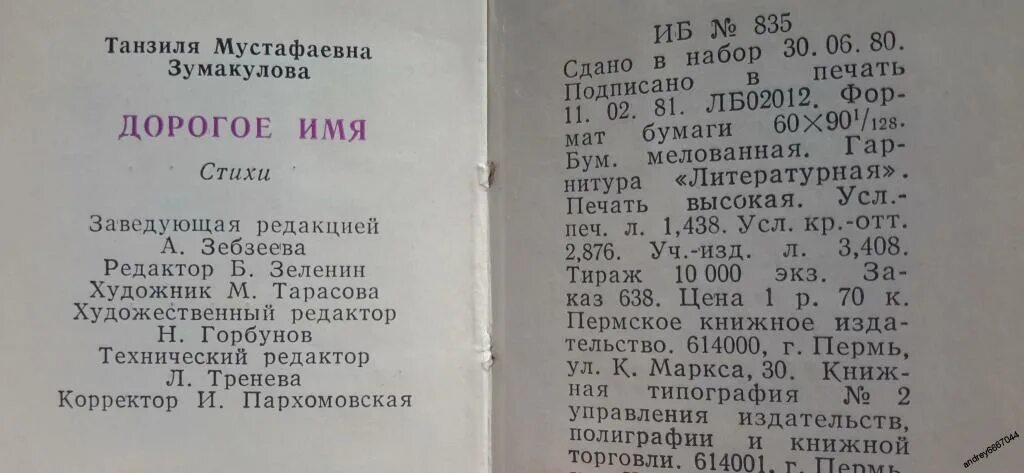 Танзиля Мустафаевна
Зумакулова
ДОРОГОЕ ИМЯ
Стихи
Заведующая редакцией
А. Зебзеева
Редактор Б. Зеленин
Художник М. Тарасова
Художественный редактор
Н. Горбунов
Технический редактор
Л. Тренева
Корректор И. Пархомовская
ИБ № 835
Сдано в набор 30. 06. 80.
Подписано в печать
11. 02. 81. ЛБ02012. Фор-
мат бумаги 60×90¹/₁₂₈.
Бум. мелованная. Гар-
нитура «Литературная».
Печать высокая. Усл.-
печ. л. 1,438. Усл. кр.-отт.
2,876. Уч.-изд. л. 3,408.
Тираж 10 000 экз. За-
каз 638. Цена 1 р. 70 к.
Пермское книжное изда-
тельство. 614000, г. Пермь,
ул. К. Маркса, 30. Книж-
ная типография № 2
управления издательств,
полиграфии и книжной
торговли. 614001, г. Пермь
andrey6667044